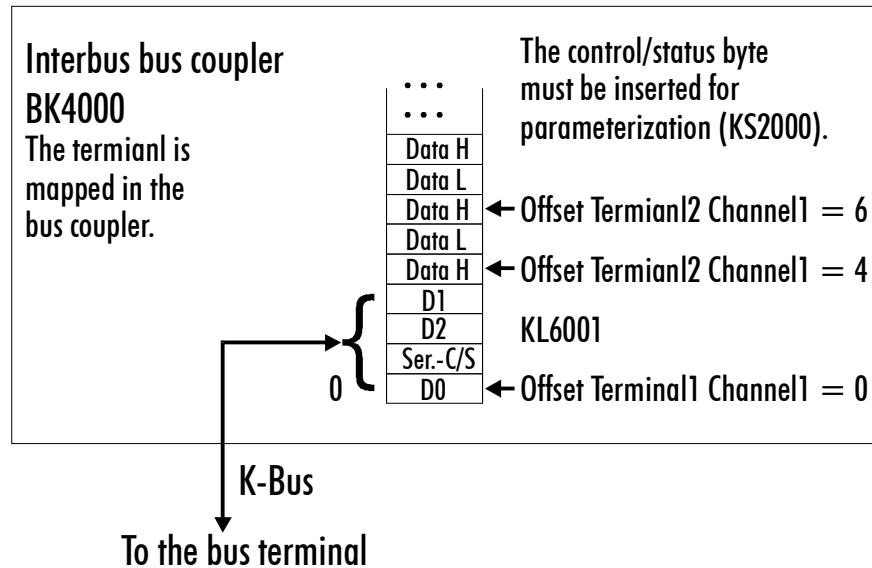 Interbus bus coupler
BK4000
The termianl is
mapped in the
bus coupler.
The control/status byte
must be inserted for
parameterization (KS2000).
...
...
Data H
Data L
Data H
Offset Termianl2 Channel1 = 6
Data L
Data H
Offset Termianl2 Channel1 = 4
D1
D2
KL6001
Ser.-C/S
0
D0
Offset Terminal1 Channel1 = 0
K-Bus
To the bus terminal